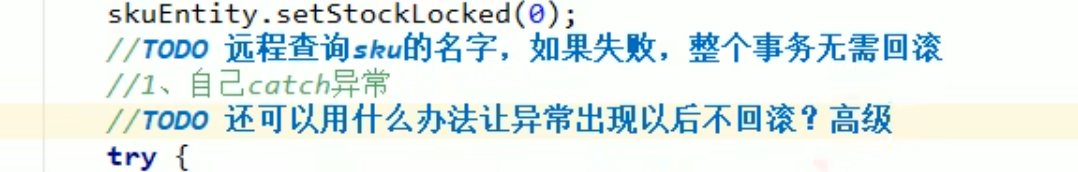 skuEntity.setStockLocked(0);
//TODO 远程查询sku的名字，如果失败，整个事务无需回滚
//1、自己catch异常
//TODO 还可以用什么办法让异常出现以后不回滚？高级
try {